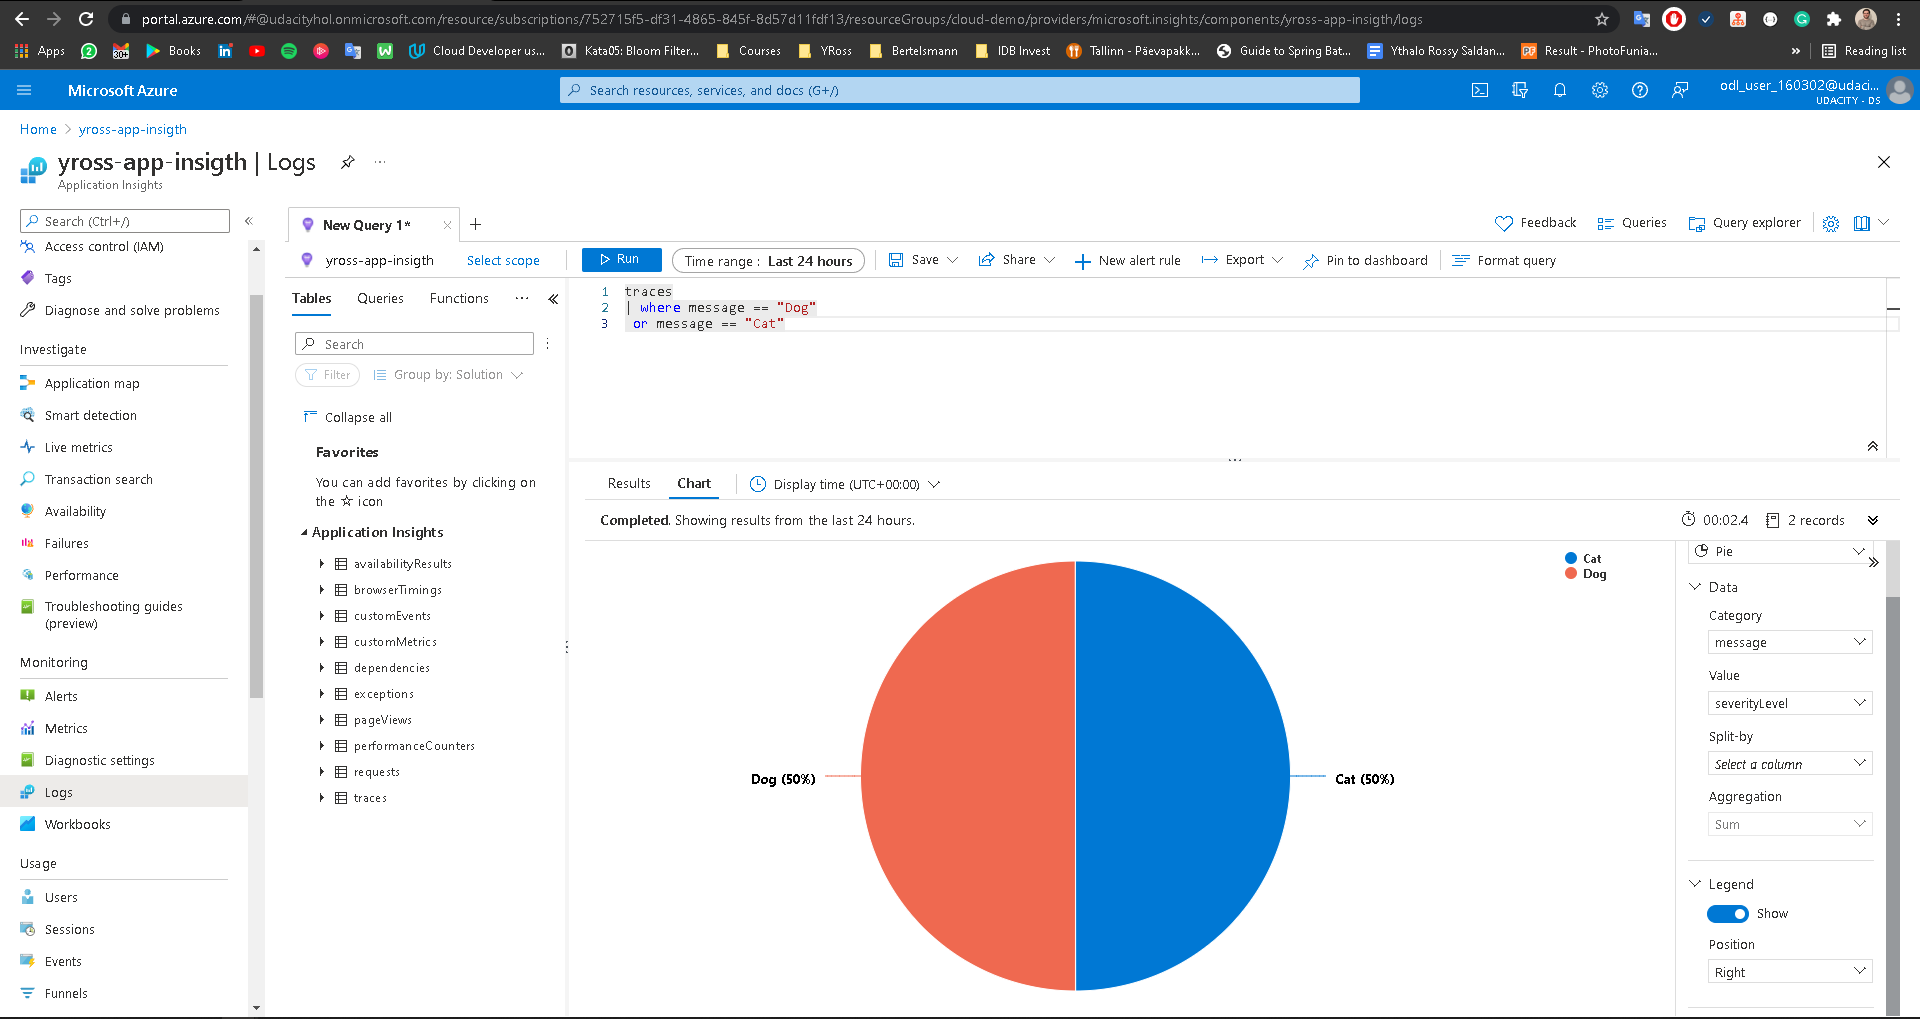 portal.azure.com/#@udacityhol.onmicrosoft.com/resource/subscriptions/752715f5-df31-4865-845f-8d57d11fdf13/resourceGroups/cloud-demo/providers/microsoft.insights/components/yross-app-insigth/logs
Apps
2
30+
Books
Cloud Developer us...
Kata05: Bloom Filter...
Courses
YRoss
Bertelsmann
IDB Invest
Tallinn - Päevapakk...
Guide to Spring Bat...
Ythalo Rossy Saldan...
Result - PhotoFunia...
»
Reading list
Microsoft Azure
Search resources, services, and docs (G+/)
odl_user_160302@udaci...
UDACITY - DS
Home > yross-app-insigth
yross-app-insigth | Logs
...
Application Insights
Search (Ctrl+/)
«
Access control (IAM)
Tags
Diagnose and solve problems
Investigate
Application map
Smart detection
Live metrics
Transaction search
Availability
Failures
Performance
Troubleshooting guides
(preview)
Monitoring
Alerts
Metrics
Diagnostic settings
Logs
Workbooks
Usage
Users
Sessions
Events
Funnels
New Query 1*
Feedback
Queries
Query explorer
yross-app-insigth
Select scope
Run
Time range : Last 24 hours
Save
Share
New alert rule
Export
Pin to dashboard
Format query
Tables
Queries
Functions
...
«
Search
Filter
Group by: Solution
Collapse all
Favorites
You can add favorites by clicking on
the ☆ icon
Application Insights
availabilityResults
browserTimings
customEvents
customMetrics
dependencies
exceptions
pageViews
performanceCounters
requests
traces
1 traces
2 | where message == "Dog"
3 or message == "Cat"
Results
Chart
Display time (UTC+00:00)
Completed. Showing results from the last 24 hours.
00:02.4
2 records
Cat
Dog
Dog (50%)
Cat (50%)
Pie
Data
Category
message
Value
severityLevel
Split-by
Select a column
Aggregation
Sum
Legend
Show
Position
Right